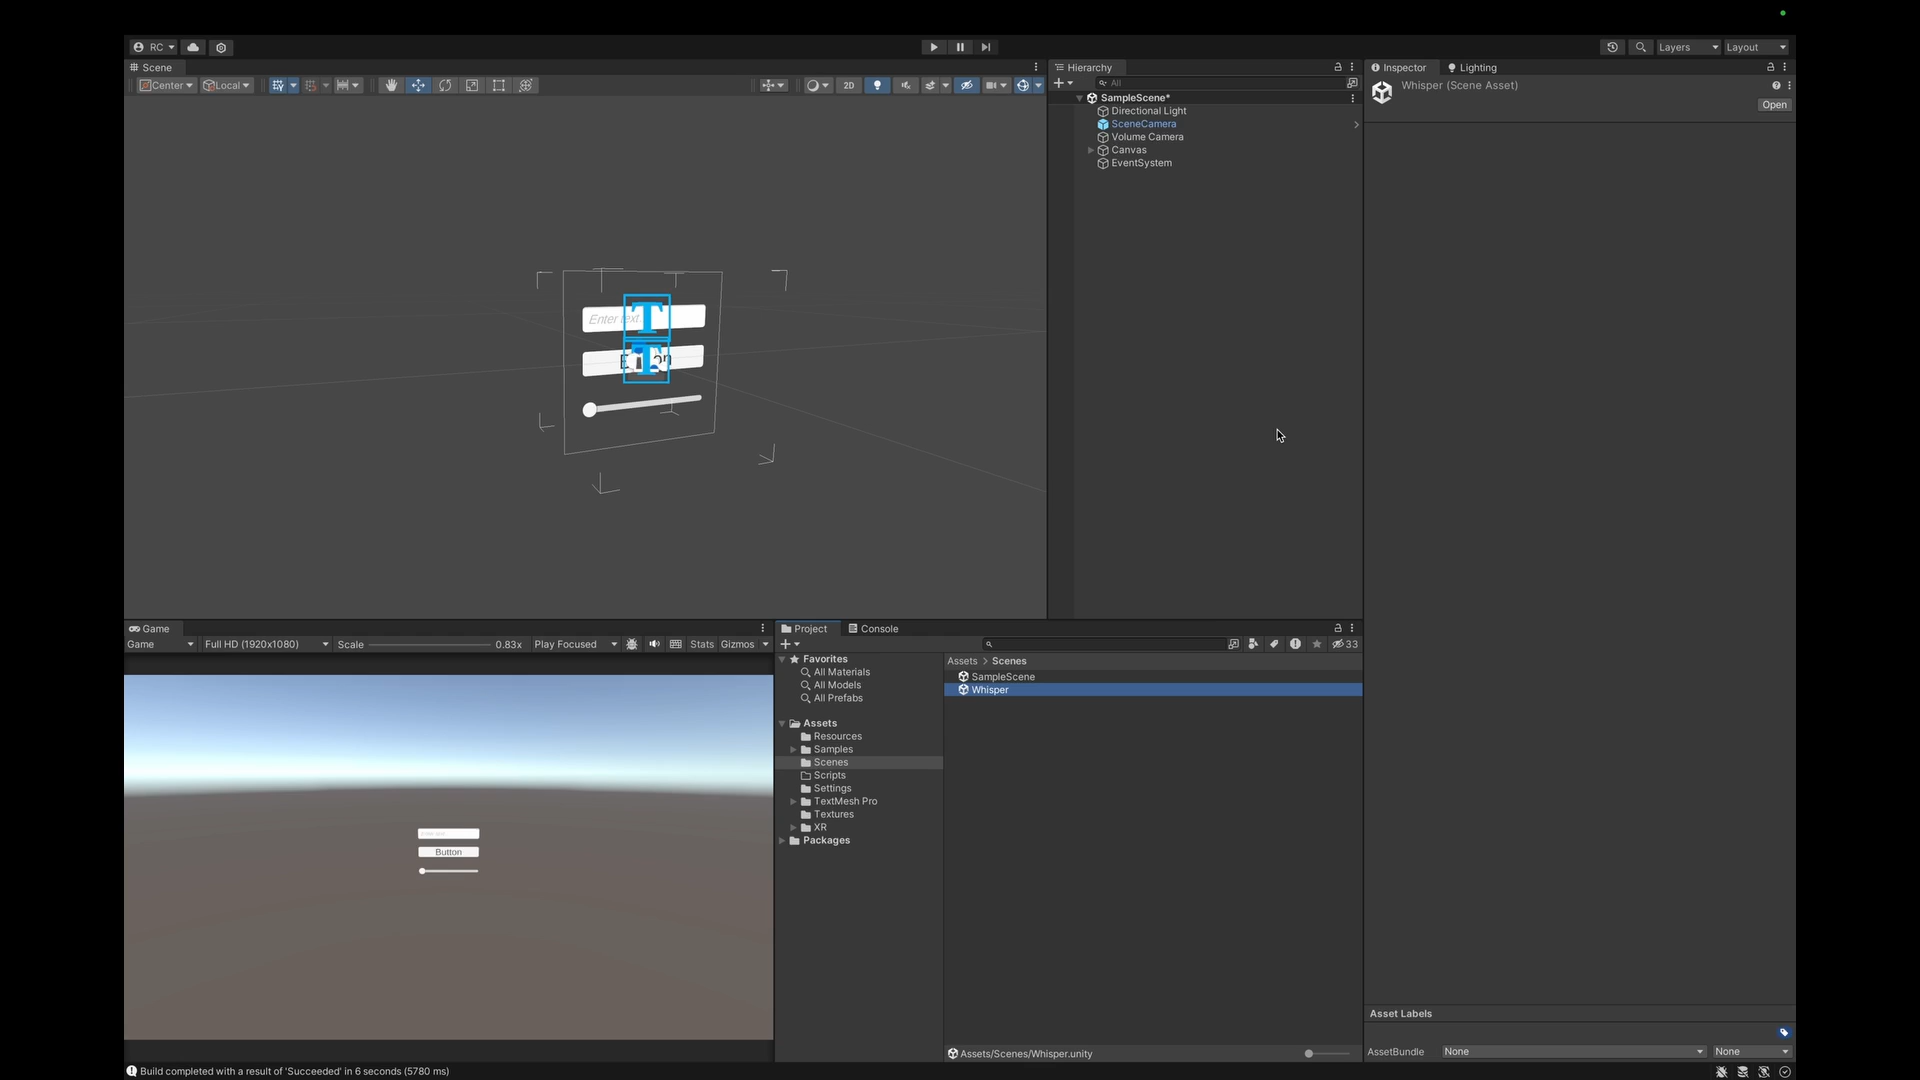 RC
Layers
Layout
Scene
Center
Local
2D
Hierarchy
All
SampleScene*
Directional Light
SceneCamera
Volume Camera
Canvas
EventSystem
Inspector
Lighting
Whisper (Scene Asset)
Open
T
T
Game
Game
Full HD (1920x1080)
Scale
0.83x
Play Focused
Stats
Gizmos
Button
Project
Console
33
Favorites
All Materials
All Models
All Prefabs
Assets
Resources
Samples
Scenes
Scripts
Settings
TextMesh Pro
Textures
XR
Packages
Assets > Scenes
SampleScene
Whisper
Assets/Scenes/Whisper.unity
Asset Labels
AssetBundle
None
None
Build completed with a result of 'Succeeded' in 6 seconds (5780 ms)